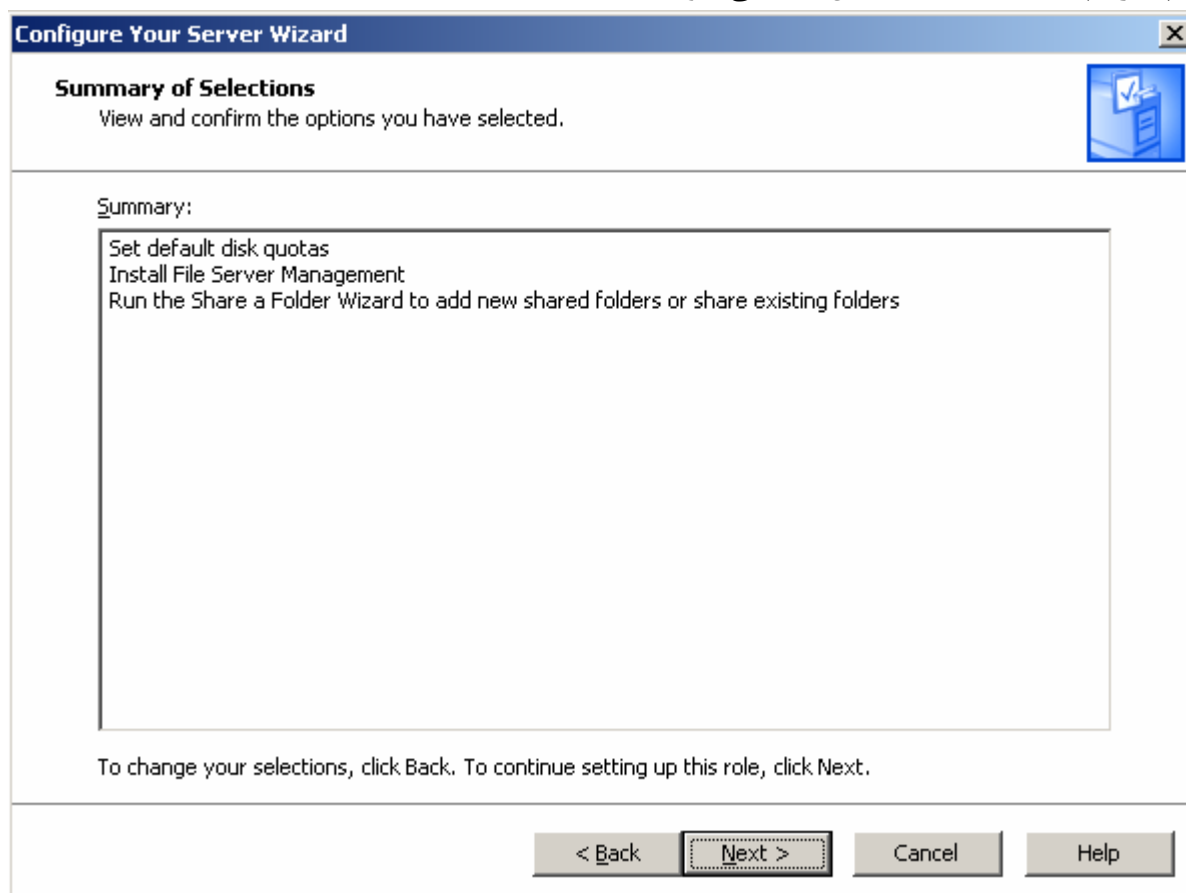 Configure Your Server Wizard
Summary of Selections
View and confirm the options you have selected.
Summary:
Set default disk quotas
Install File Server Management
Run the Share a Folder Wizard to add new shared folders or share existing folders
To change your selections, click Back. To continue setting up this role, click Next.
< Back Next > Cancel Help